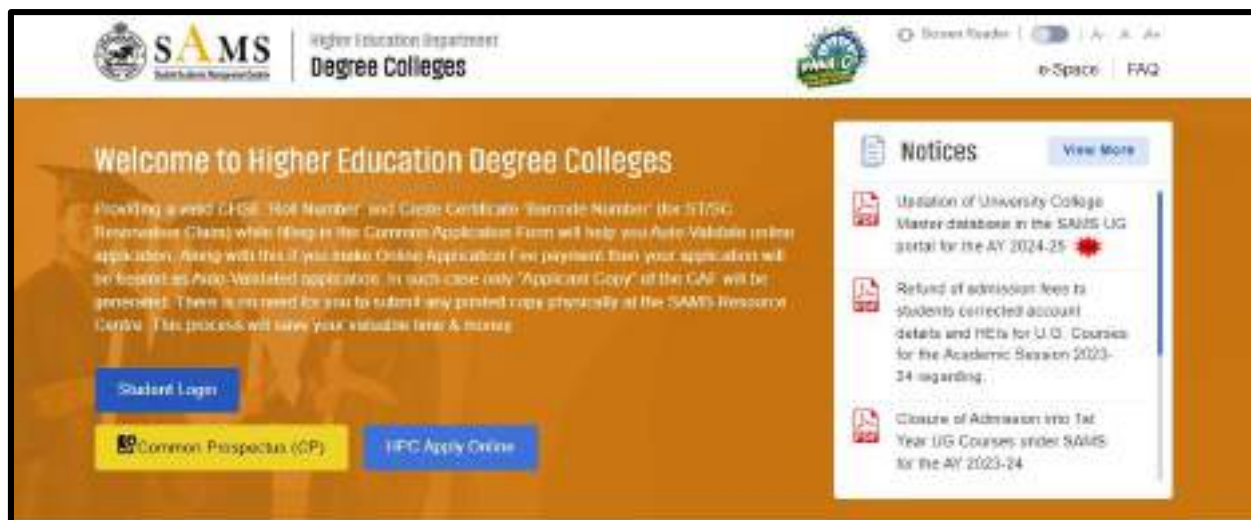 SAMS
Student Academic Management System
Higher Education Department
Degree Colleges
Screen Reader | A- A A+
e-Space | FAQ
Welcome to Higher Education Degree Colleges
Providing a valid CHSE 'Roll Number' and Caste Certificate 'Barcode Number' (for ST/SC
Reservation Claim) while filling in the Common Application Form will help you Auto-Validate online
application. Along with this if you make Online Application Fee payment then your application will
be treated as Auto-Validated application. In such case only "Applicant Copy" of the CAF will be
generated. There is no need for you to submit any printed copy physically at the SAMS Resource
Centre. This process will save your valuable time & money.
Student Login
Common Prospectus (CP)
Apply Online
Notices
View More
PDF
Updation of University College
Master database in the SAMS UG
portal for the AY 2024-25
PDF
Refund of admission fees to
students corrected account
details and HEIs for U.G. Courses
for the Academic Session 2023-
24 regarding.
PDF
Closure of Admission into 1st
Year UG Courses under SAMS
for the AY 2023-24